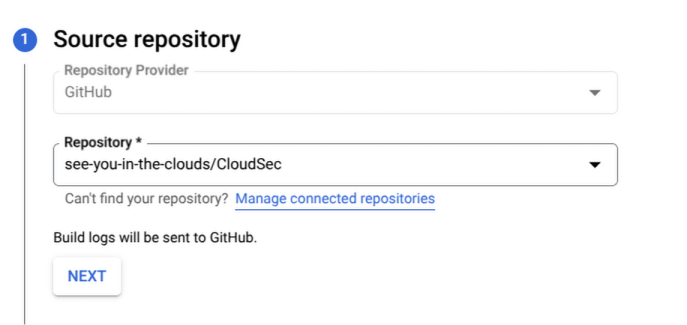 1 Source repository
Repository Provider
GitHub
Repository *
see-you-in-the-clouds/CloudSec
Can't find your repository? Manage connected repositories
Build logs will be sent to GitHub.
NEXT